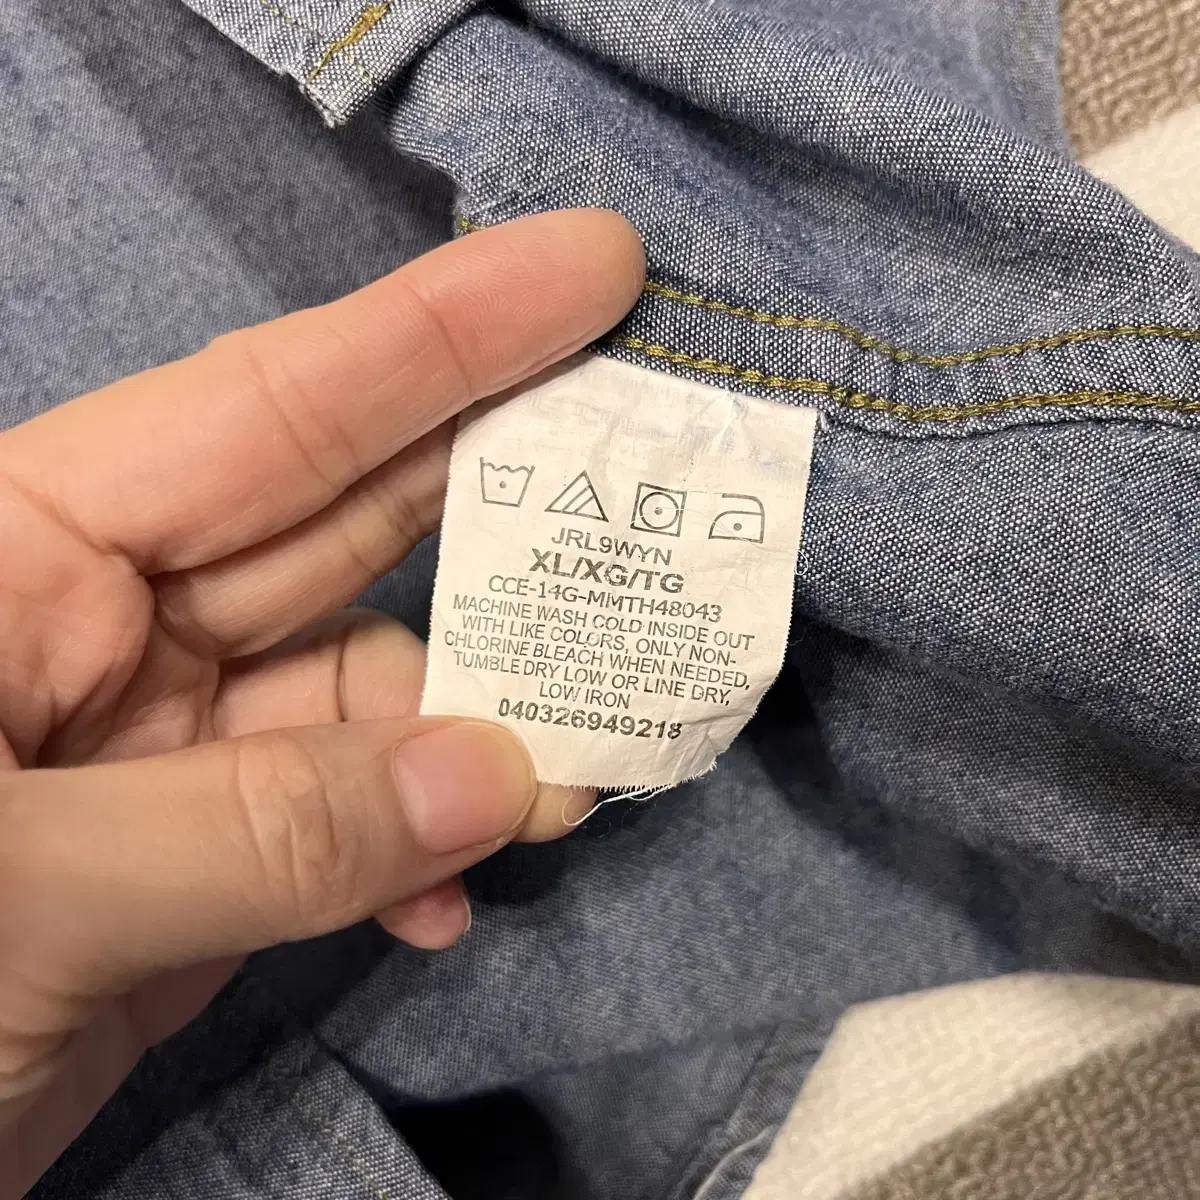 JRL9WYN
XL/XG/TG
CCE-14G-MMTH48043
MACHINE WASH COLD INSIDE OUT
WITH LIKE COLORS, ONLY NON-
CHLORINE BLEACH WHEN NEEDED,
TUMBLE DRY LOW OR LINE DRY,
LOW IRON
040326949218